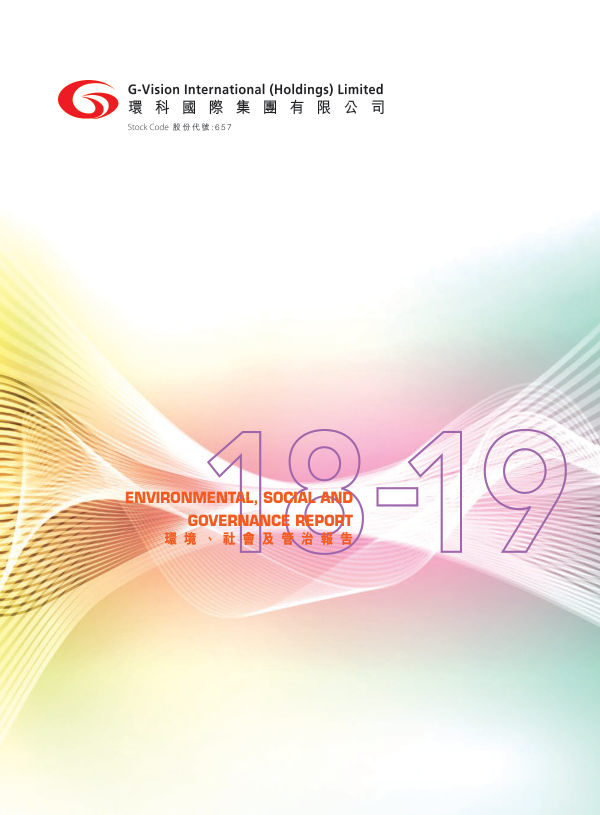 G-Vision International (Holdings) Limited
環科國際集團有限公司
Stock Code 股份代號:657
18-19
ENVIRONMENTAL, SOCIAL AND
GOVERNANCE REPORT
環境、社會及管治報告